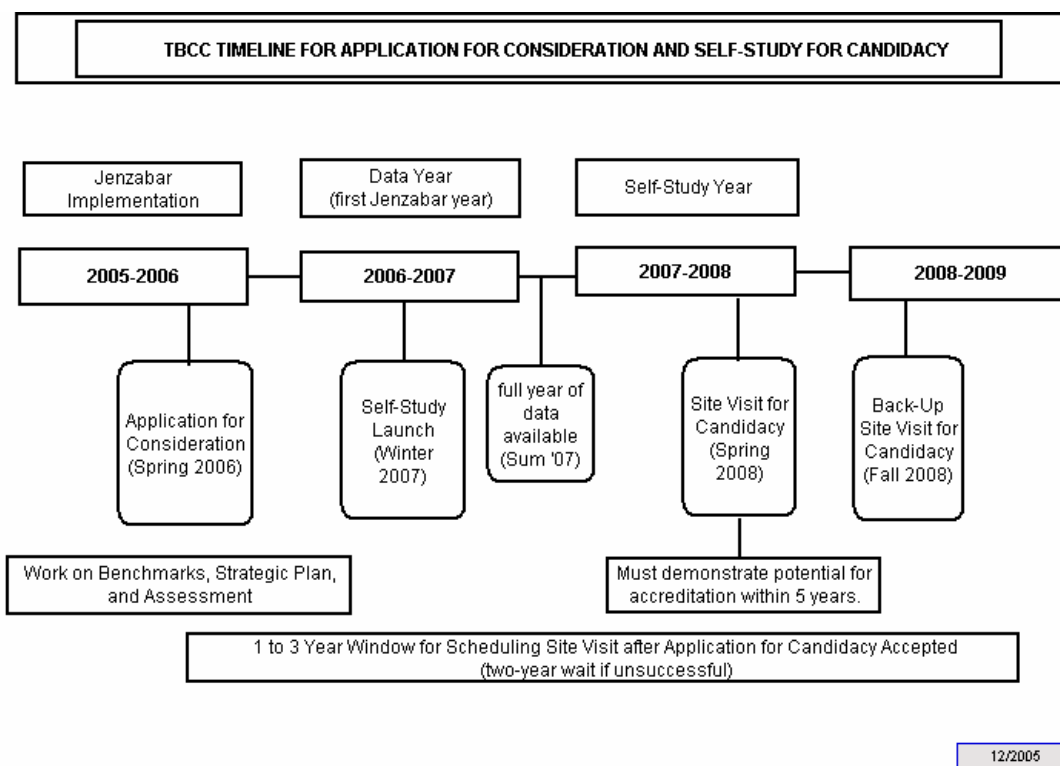 TBCC TIMELINE FOR APPLICATION FOR CONSIDERATION AND SELF-STUDY FOR CANDIDACY
Jenzabar
Implementation
Data Year
(first Jenzabar year)
Self-Study Year
2005-2006
2006-2007
2007-2008
2008-2009
Application for
Consideration
(Spring 2006)
Self-Study
Launch
(Winter
2007)
full year of
data
available
(Sum '07)
Site Visit for
Candidacy
(Spring
2008)
Back-Up
Site Visit for
Candidacy
(Fall 2008)
Work on Benchmarks, Strategic Plan,
and Assessment
Must demonstrate potential for
accreditation within 5 years.
1 to 3 Year Window for Scheduling Site Visit after Application for Candidacy Accepted
(two-year wait if unsuccessful)
12/2005